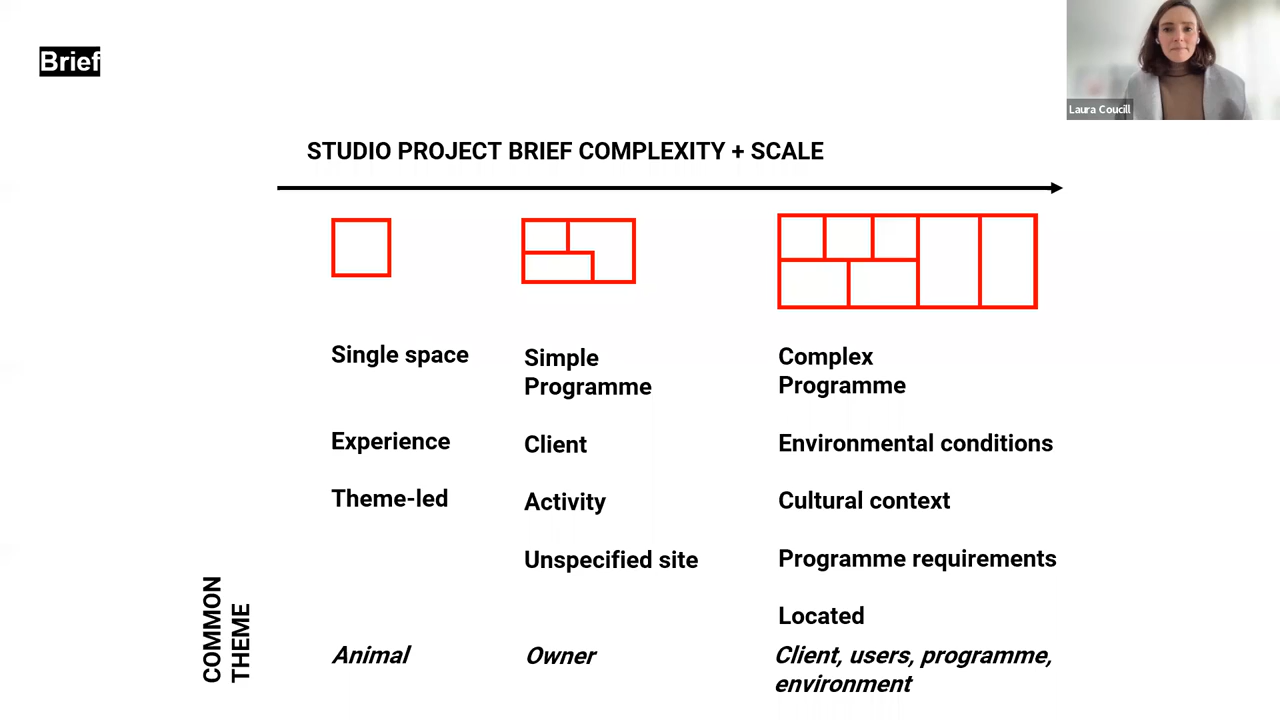 Brief
Laura Coucill
STUDIO PROJECT BRIEF COMPLEXITY + SCALE
Single space
Experience
Theme-led
Simple
Programme
Client
Activity
Unspecified site
Complex
Programme
Environmental conditions
Cultural context
Programme requirements
Located
COMMON
THEME
Animal
Owner
Client, users, programme,
environment